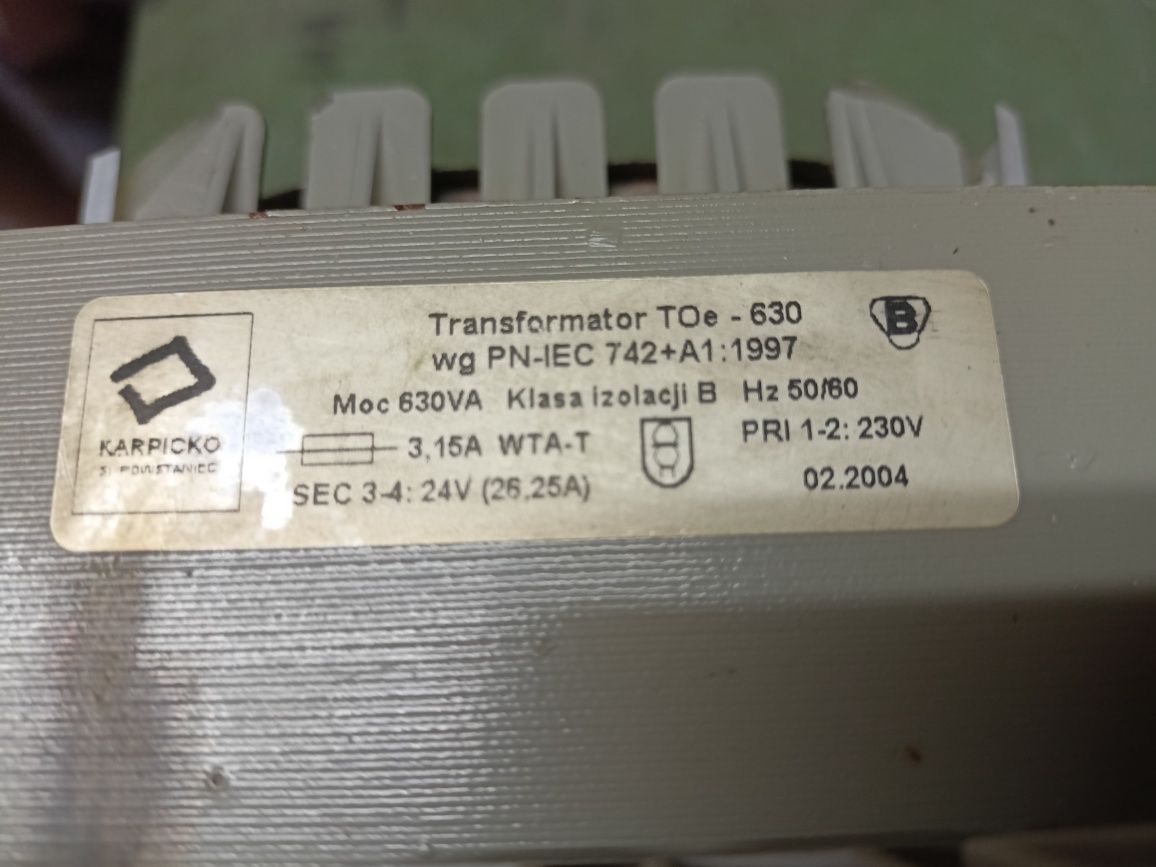 Transformator TOe - 630
B
wg PN-IEC 742+A1:1997
Moc 630VA Klasa izolacji B Hz 50/60
KARPICKO
POWSTANIEC
3,15A WTA-T
PRI 1-2: 230V
SEC 3-4: 24V (26,25A)
02.2004